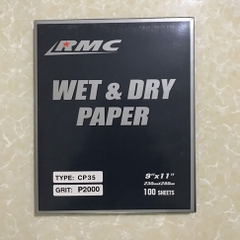 RMC
WET & DRY
PAPER
TYPE: CP35
GRIT: P2000
9"x11"
230mmx280mm
100 SHEETS